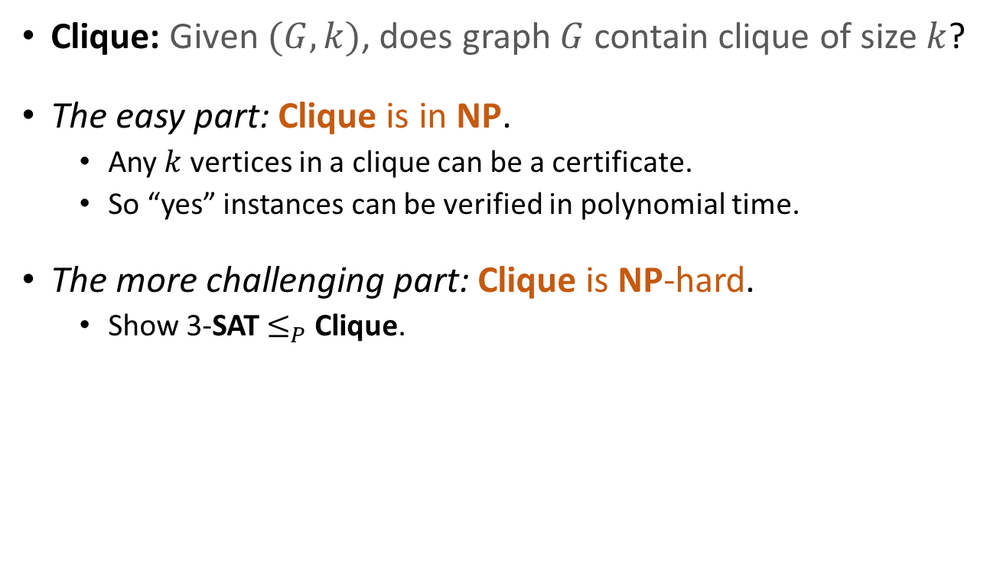 • Clique: Given (G, k), does graph G contain clique of size k?
• The easy part: Clique is in NP.
• Any k vertices in a clique can be a certificate.
• So “yes” instances can be verified in polynomial time.
• The more challenging part: Clique is NP-hard.
• Show 3-SAT ≤P Clique.